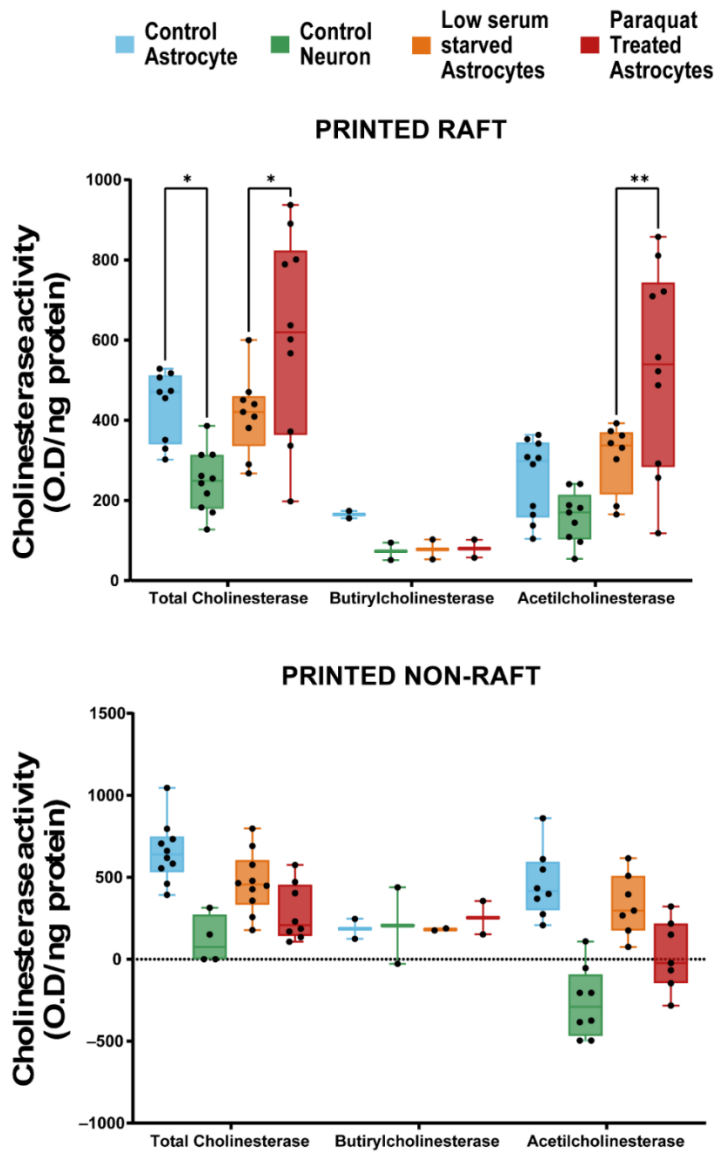 Control
Astrocyte
Control
Neuron
Low serum
starved
Astrocytes
Paraquat
Treated
Astrocytes
PRINTED RAFT
Cholinesterase activity
(O.D/ng protein)
1000
800
600
400
200
0
*
*
**
Total Cholinesterase
Butirylcholinesterase
Acetilcholinesterase
PRINTED NON-RAFT
Cholinesterase activity
(O.D/ng protein)
1500
1000
500
0
−500
−1000
Total Cholinesterase
Butirylcholinesterase
Acetilcholinesterase